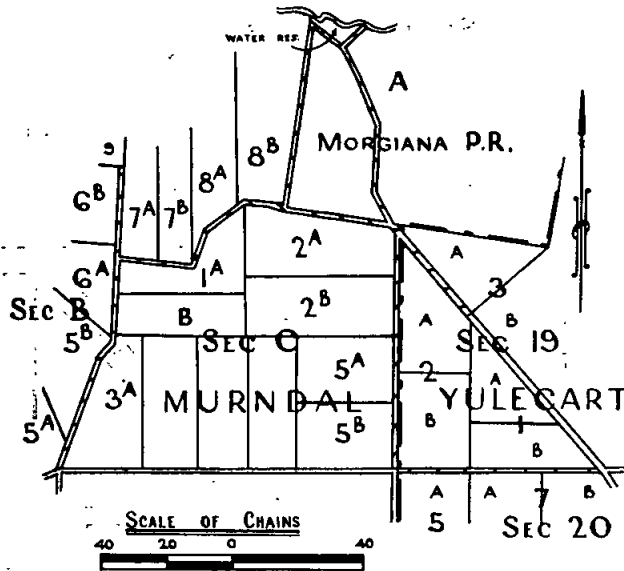 WATER RES.
A
MORGIANA P.R.
9
6B
7A
7B
8A
8B
6A
1A
2A
A
3
SEC B
B
2B
B
5B
SEC C
A
SEC 19
3A
5A
2
A
MURNDAL
YULECART
5A
5B
B
1
B
A
A
7
B
5
SEC 20
SCALE OF CHAINS
40 20 0 40